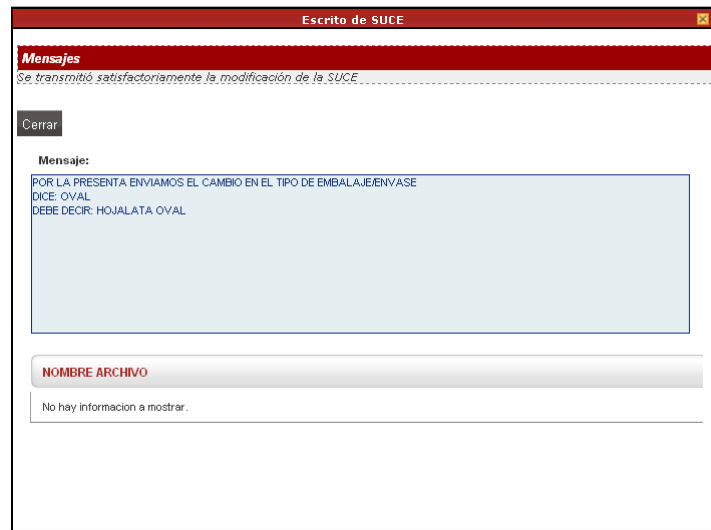 Escrito de SUCE
Mensajes
Se transmitió satisfactoriamente la modificación de la SUCE
Cerrar
Mensaje:
POR LA PRESENTA ENVIAMOS EL CAMBIO EN EL TIPO DE EMBALAJE/ENVASE
DICE: OVAL
DEBE DECIR: HOJALATA OVAL
NOMBRE ARCHIVO
No hay informacion a mostrar.